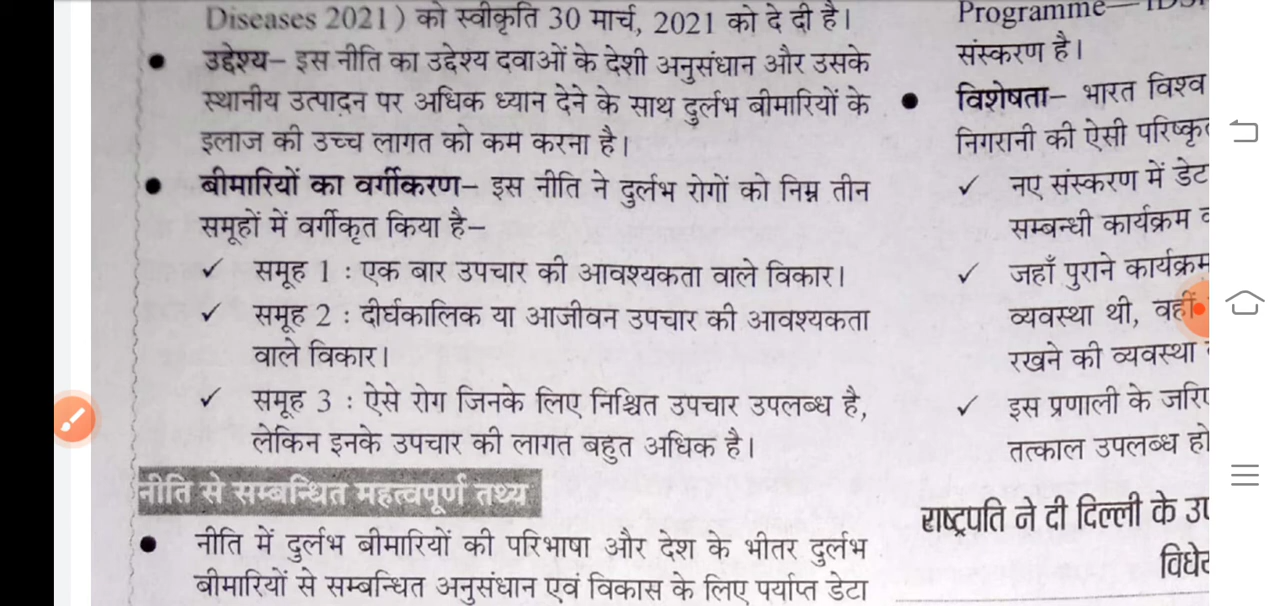 Diseases 2021) को स्वीकृति 30 मार्च, 2021 को दे दी है।
उद्देश्य– इस नीति का उद्देश्य दवाओं के देशी अनुसंधान और उसके
स्थानीय उत्पादन पर अधिक ध्यान देने के साथ दुर्लभ बीमारियों के
इलाज की उच्च लागत को कम करना है।
बीमारियों का वर्गीकरण– इस नीति ने दुर्लभ रोगों को निम्न तीन
समूहों में वर्गीकृत किया है–
✓ समूह 1 : एक बार उपचार की आवश्यकता वाले विकार।
✓ समूह 2 : दीर्घकालिक या आजीवन उपचार की आवश्यकता
वाले विकार।
✓ समूह 3 : ऐसे रोग जिनके लिए निश्चित उपचार उपलब्ध है,
लेकिन इनके उपचार की लागत बहुत अधिक है।
नीति से सम्बन्धित महत्वपूर्ण तथ्य
नीति में दुर्लभ बीमारियों की परिभाषा और देश के भीतर दुर्लभ
बीमारियों से सम्बन्धित अनुसंधान एवं विकास के लिए पर्याप्त डेटा
Programme—
संस्करण है।
विशेषता– भारत विश्व
निगरानी की ऐसी
✓ नए संस्करण में
सम्बन्धी कार्यक्रम
✓ जहाँ पुराने कार्यक्रम
व्यवस्था थी, वहीं
रखने की व्यवस्था
✓ इस प्रणाली के
तत्काल उपलब्ध
राष्ट्रपति ने दी दिल्ली के